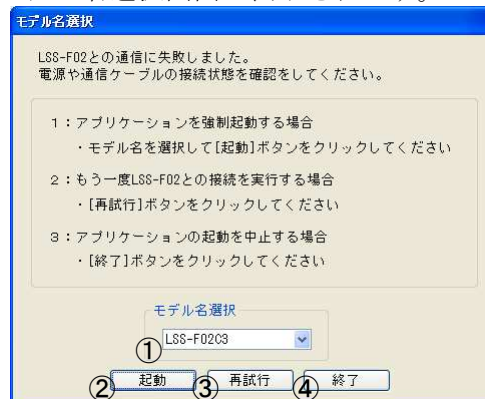 モデル名選択
LSS-F02との通信に失敗しました。
電源や通信ケーブルの接続状態を確認をしてください。
1：アプリケーションを強制起動する場合
・モデル名を選択して[起動]ボタンをクリックしてください
2：もう一度LSS-F02との接続を実行する場合
・[再試行]ボタンをクリックしてください
3：アプリケーションの起動を中止する場合
・[終了]ボタンをクリックしてください
モデル名選択
① LSS-F02C3
② 起動 ③ 再試行 ④ 終了